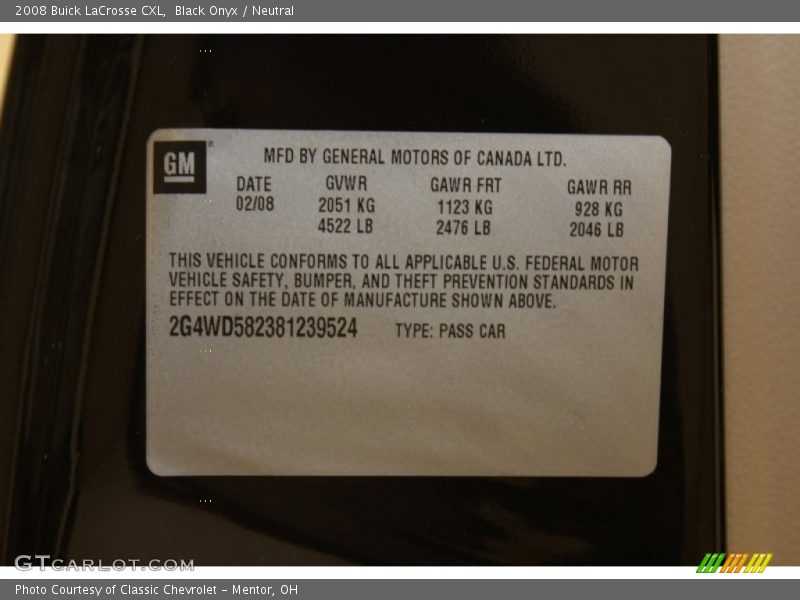 2008 Buick LaCrosse CXL,  Black Onyx / Neutral
GM
MFD BY GENERAL MOTORS OF CANADA LTD.
DATE GVWR GAWR FRT GAWR RR
02/08 2051 KG 1123 KG 928 KG
4522 LB 2476 LB 2046 LB
THIS VEHICLE CONFORMS TO ALL APPLICABLE U.S. FEDERAL MOTOR
VEHICLE SAFETY, BUMPER, AND THEFT PREVENTION STANDARDS IN
EFFECT ON THE DATE OF MANUFACTURE SHOWN ABOVE.
2G4WD582381239524 TYPE: PASS CAR
GTCARLOT.COM
Photo Courtesy of Classic Chevrolet - Mentor, OH